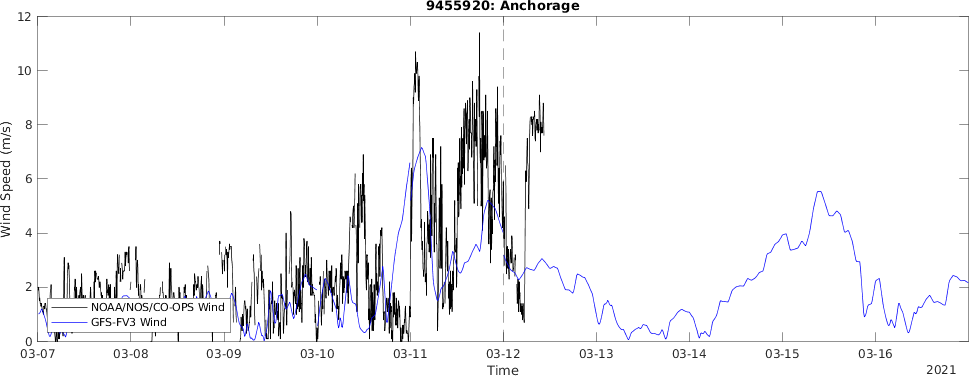 9455920: Anchorage
12
10
8
6
4
2
0
Wind Speed (m/s)
NOAA/NOS/CO-OPS Wind
GFS-FV3 Wind
03-07 03-08 03-09 03-10 03-11 03-12 03-13 03-14 03-15 03-16
Time
2021